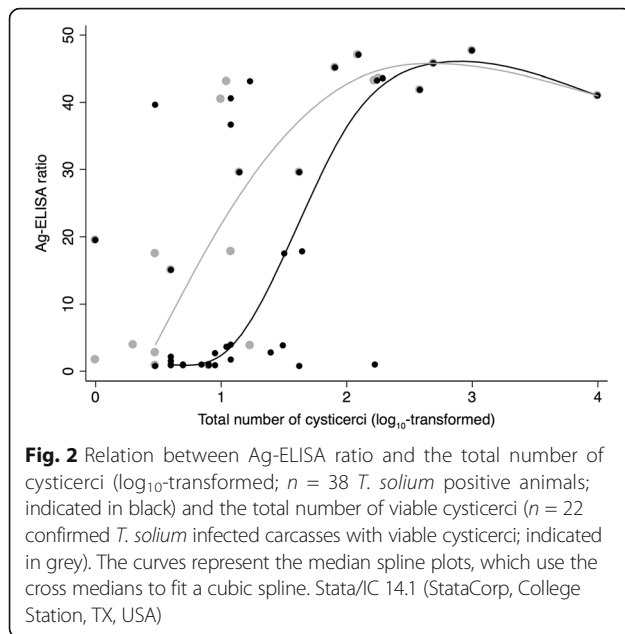 50
40
30
20
10
0
Ag-ELISA ratio
0 1 2 3 4
Total number of cysticerci (log₁₀-transformed)
Fig. 2 Relation between Ag-ELISA ratio and the total number of
cysticerci (log₁₀-transformed; n = 38 T. solium positive animals;
indicated in black) and the total number of viable cysticerci (n = 22
confirmed T. solium infected carcasses with viable cysticerci; indicated
in grey). The curves represent the median spline plots, which use the
cross medians to fit a cubic spline. Stata/IC 14.1 (StataCorp, College
Station, TX, USA)